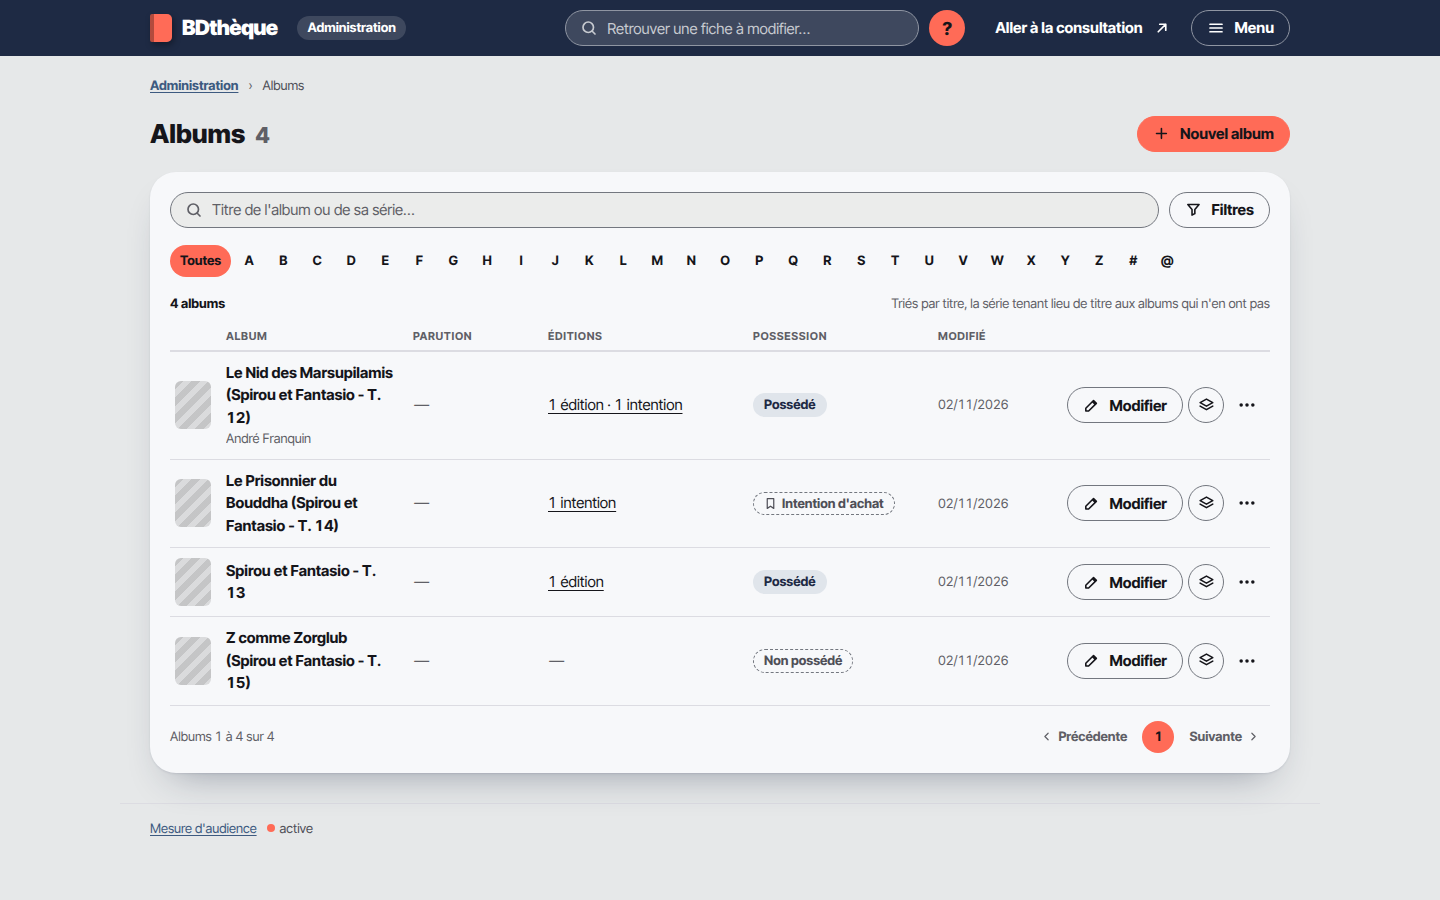 BDthèque
Administration
Retrouver une fiche à modifier...
?
Aller à la consultation
Menu
Administration › Albums
Albums 4
Nouvel album
Titre de l'album ou de sa série...
Filtres
Toutes A B C D E F G H I J K L M N O P Q R S T U V W X Y Z # @
4 albums
Triés par titre, la série tenant lieu de titre aux albums qui n'en ont pas
ALBUM PARUTION ÉDITIONS POSSESSION MODIFIÉ
Le Nid des Marsupilamis
(Spirou et Fantasio - T.
12)
André Franquin
—
1 édition · 1 intention
Possédé
02/11/2026
Modifier
Le Prisonnier du
Bouddha (Spirou et
Fantasio - T. 14)
—
1 intention
Intention d'achat
02/11/2026
Modifier
Spirou et Fantasio - T.
13
—
1 édition
Possédé
02/11/2026
Modifier
Z comme Zorglub
(Spirou et Fantasio - T.
15)
—
—
Non possédé
02/11/2026
Modifier
Albums 1 à 4 sur 4
‹ Précédente 1 Suivante ›
Mesure d'audience
active